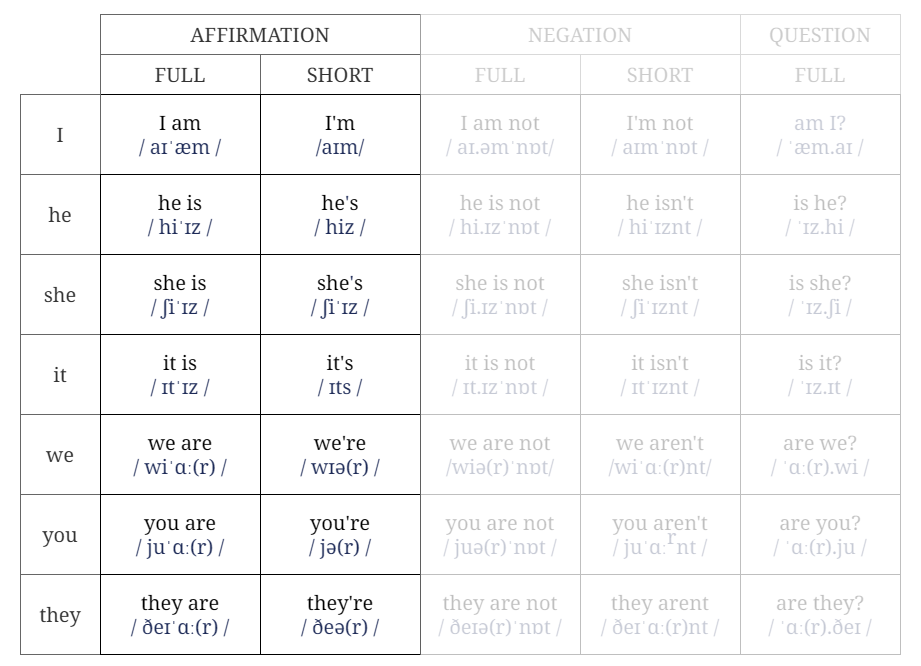 AFFIRMATION NEGATION QUESTION
FULL SHORT FULL SHORT FULL
I am I'm I am not I'm not am I?
I
/ aɪˈæm / /aɪm/ / aɪ.əmˈnɒt/ / aɪmˈnɒt / / ˈæm.aɪ /
he is he's he is not he isn't is he?
he
/ hiˈɪz / / hiz / / hi.ɪzˈnɒt / / hiˈɪznt / / ˈɪz.hi /
she is she's she is not she isn't is she?
she
/ ʃiˈɪz / / ʃiˈɪz / / ʃi.ɪzˈnɒt / / ʃiˈɪznt / / ˈɪz.ʃi /
it is it's it is not it isn't is it?
it
/ ɪtˈɪz / / ɪts / / ɪt.ɪzˈnɒt / / ɪtˈɪznt / / ˈɪz.ɪt /
we are we're we are not we aren't are we?
we
/ wiˈɑː(r) / / wɪə(r) / /wiə(r)ˈnɒt/ /wiˈɑː(r)nt/ / ˈɑː(r).wi /
you are you're you are not you aren't are you?
you
/ juˈɑː(r) / / jə(r) / / juə(r)ˈnɒt / / juˈɑːʳnt / / ˈɑː(r).ju /
they are they're they are not they arent are they?
they
/ ðeɪˈɑː(r) / / ðeə(r) / / ðeɪə(r)ˈnɒt / / ðeɪˈɑː(r)nt / / ˈɑː(r).ðeɪ /